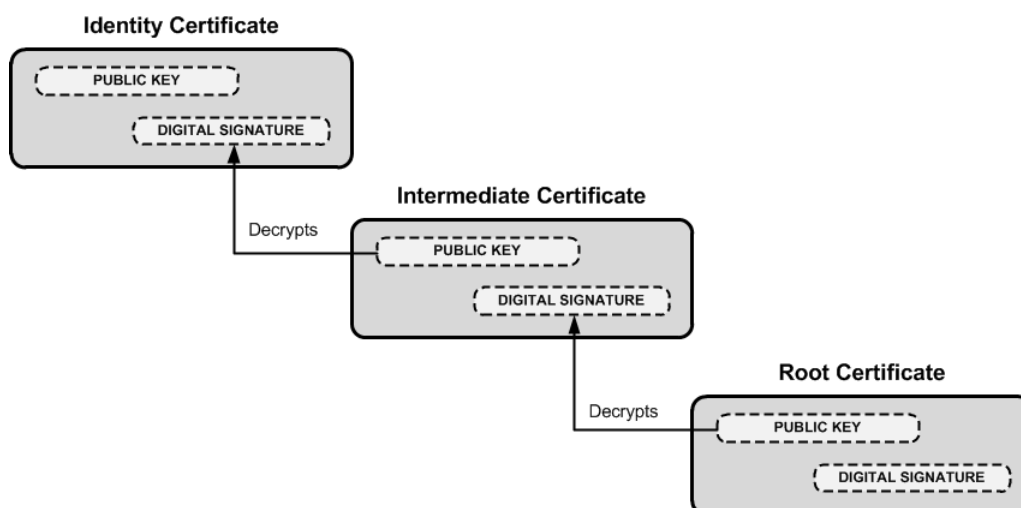 Identity Certificate
PUBLIC KEY
DIGITAL SIGNATURE
Intermediate Certificate
Decrypts
PUBLIC KEY
DIGITAL SIGNATURE
Root Certificate
Decrypts
PUBLIC KEY
DIGITAL SIGNATURE